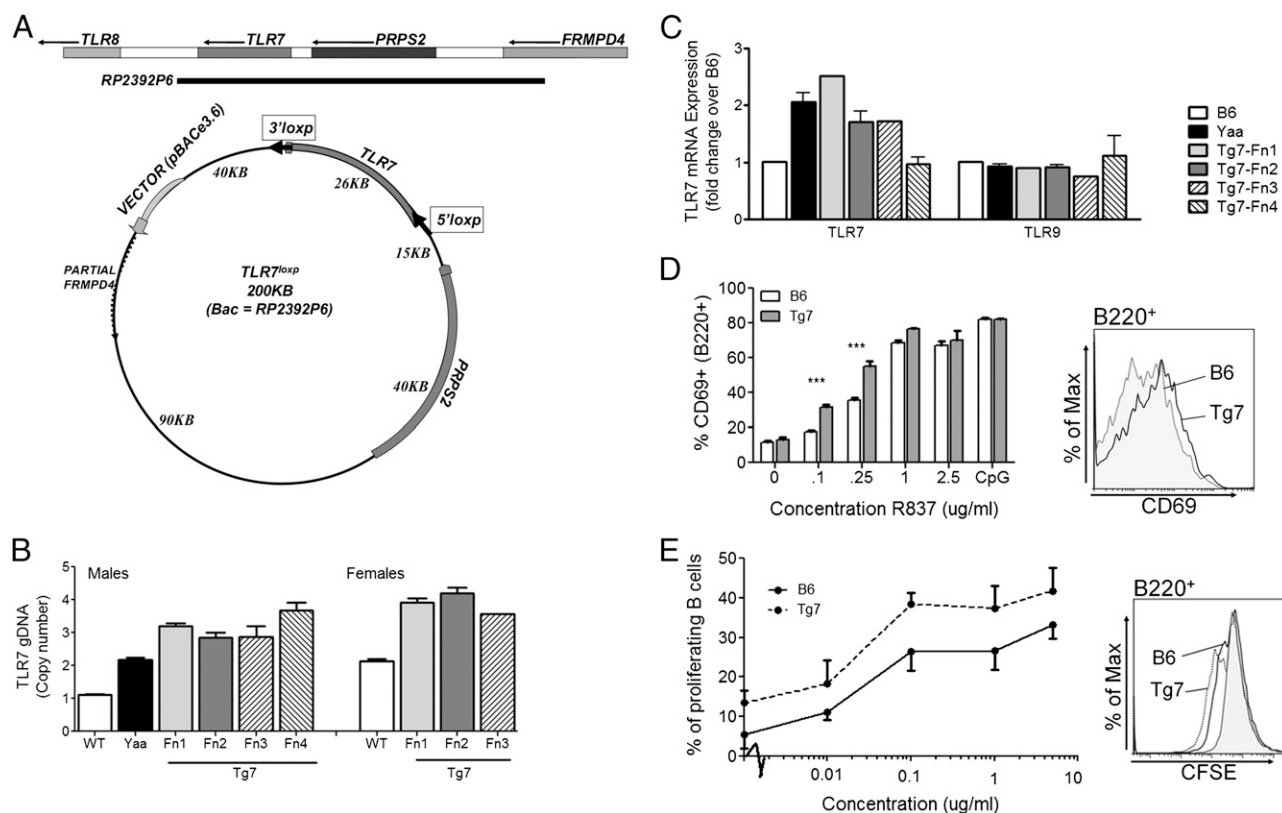 A
TLR8
TLR7
PRPS2
FRMPD4
RP2392P6
3'loxp
VECTOR (pBACe3.6)
40KB
TLR7
26KB
5'loxp
15KB
PARTIAL
FRMPD4
TLR7loxp
200KB
(Bac = RP2392P6)
40KB
PRPS2
90KB
B
TLR7 gDNA
(Copy number)
5
4
3
2
1
0
Males
Females
WT
Yaa
Fn1
Fn2
Fn3
Fn4
WT
Fn1
Fn2
Fn3
Tg7
Tg7
C
TLR7 mRNA Expression
(fold change over B6)
3
2
1
0
TLR7
TLR9
B6
Yaa
Tg7-Fn1
Tg7-Fn2
Tg7-Fn3
Tg7-Fn4
D
% CD69+ (B220+)
100
80
60
40
20
0
B6
Tg7
***
***
0
.1
.25
1
2.5
CpG
Concentration R837 (ug/ml)
B220+
% of Max
B6
Tg7
CD69
E
% of proliferating B cells
50
40
30
20
10
0
B6
Tg7
0.01
0.1
1
10
Concentration (ug/ml)
B220+
% of Max
B6
Tg7
CFSE